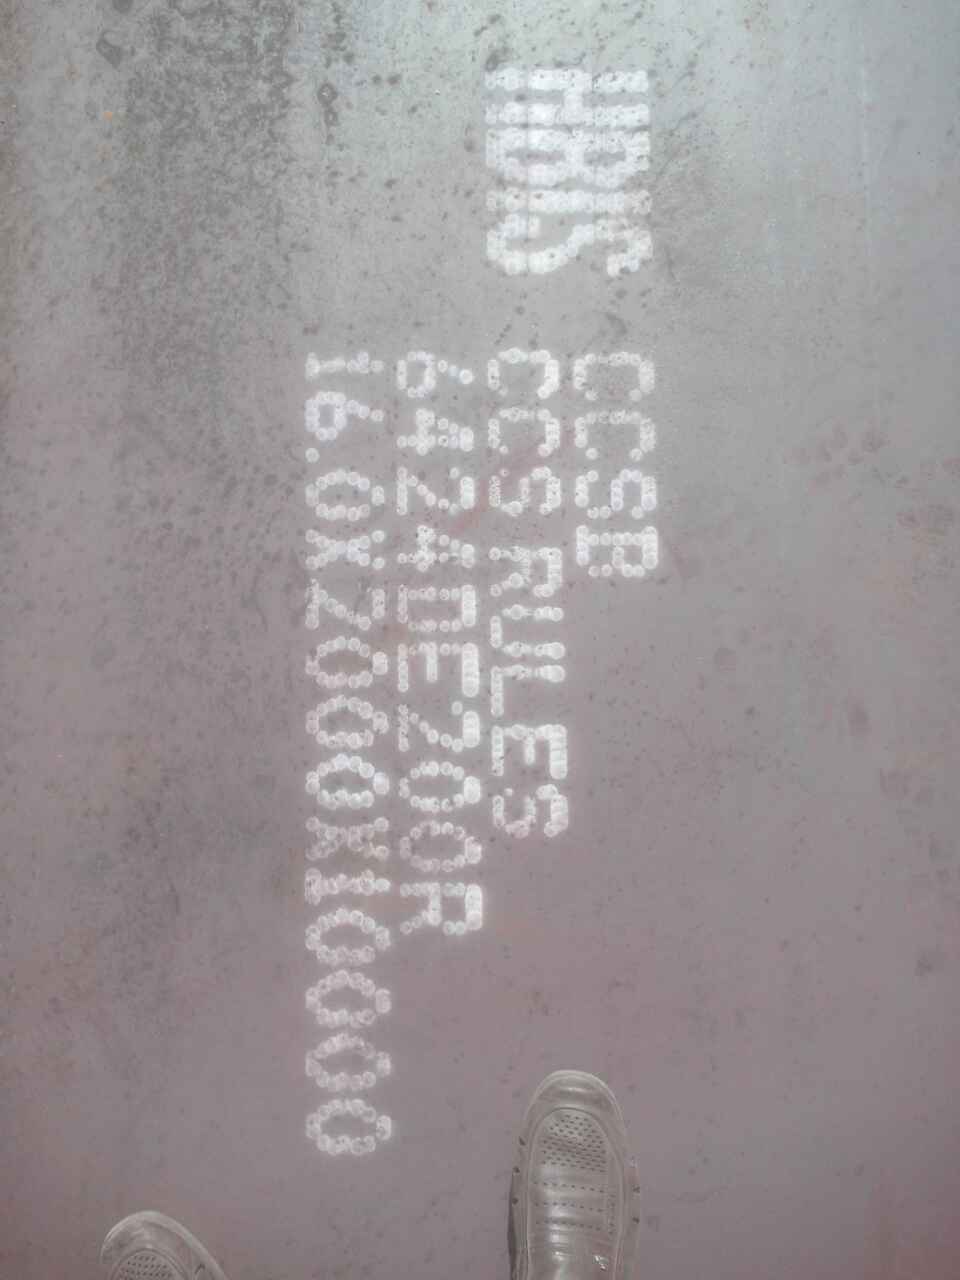 HBIS
CCSB
CCS RULES
6424DE200R
16.0X2000X10000